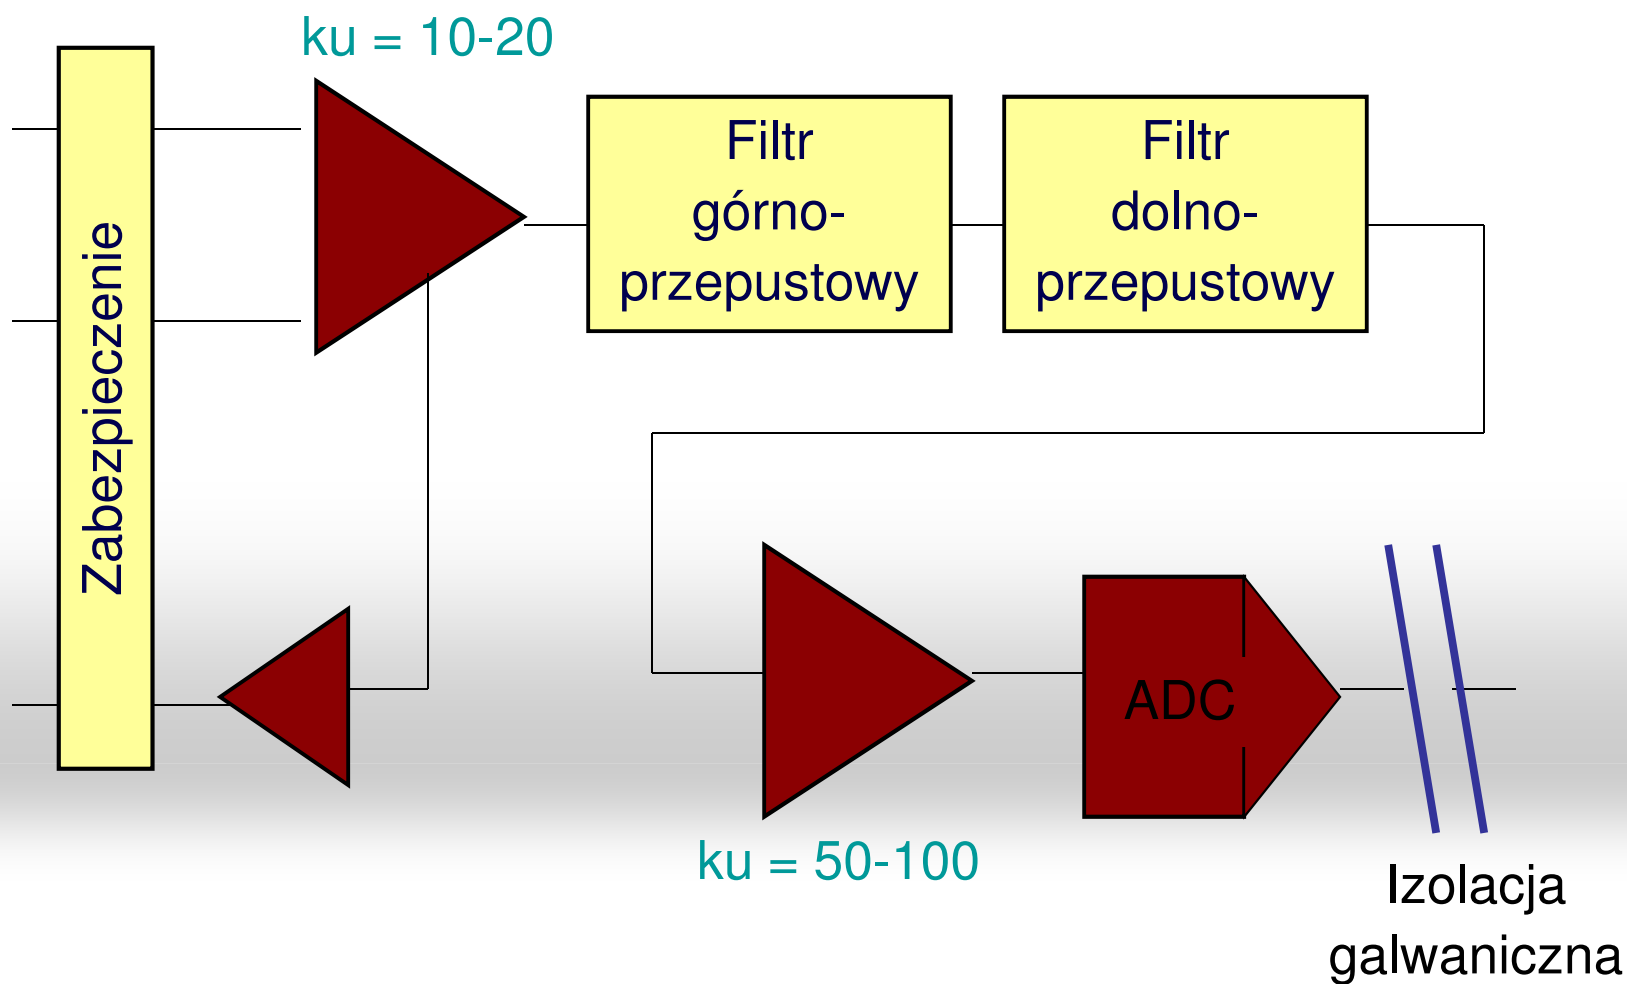 ku = 10-20
Zabezpieczenie
Filtr
górno-
przepustowy
Filtr
dolno-
przepustowy
ADC
ku = 50-100
Izolacja
galwaniczna